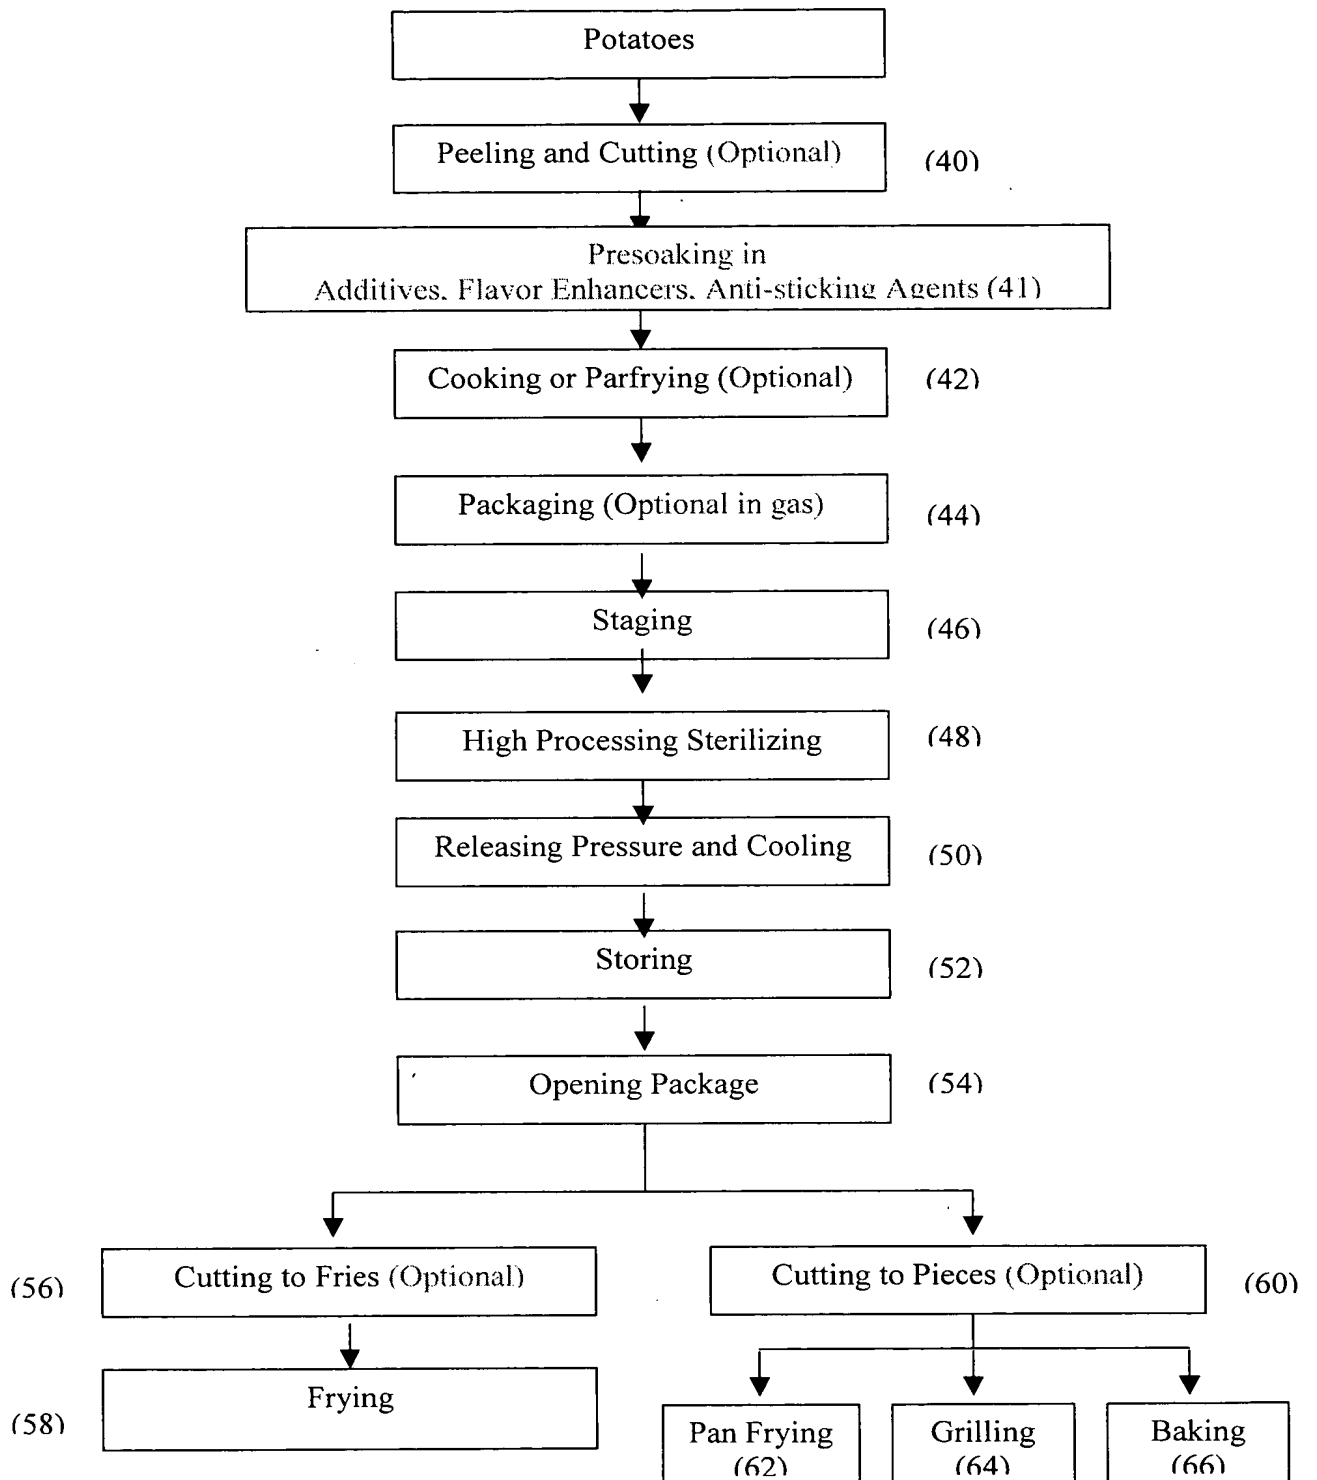 Potatoes
Peeling and Cutting (Optional)
(40)
Presoaking in
Additives, Flavor Enhancers, Anti-sticking Agents (41)
Cooking or Parfrying (Optional)
(42)
Packaging (Optional in gas)
(44)
Staging
(46)
High Processing Sterilizing
(48)
Releasing Pressure and Cooling
(50)
Storing
(52)
Opening Package
(54)
(56)
Cutting to Fries (Optional)
Cutting to Pieces (Optional)
(60)
(58)
Frying
Pan Frying
(62)
Grilling
(64)
Baking
(66)